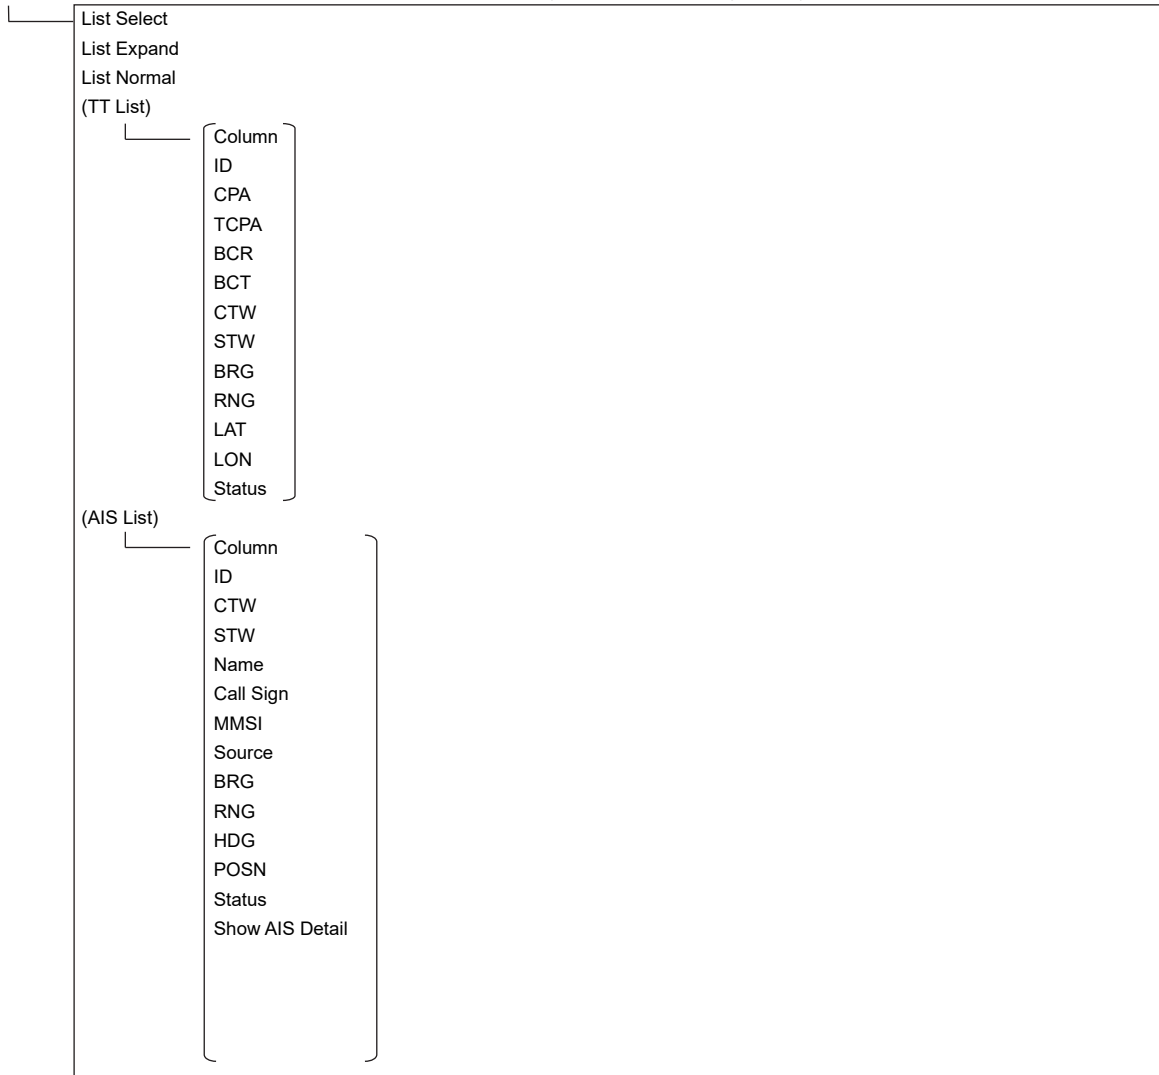 List Select
List Expand
List Normal
(TT List)
Column
ID
CPA
TCPA
BCR
BCT
CTW
STW
BRG
RNG
LAT
LON
Status
(AIS List)
Column
ID
CTW
STW
Name
Call Sign
MMSI
Source
BRG
RNG
HDG
POSN
Status
Show AIS Detail